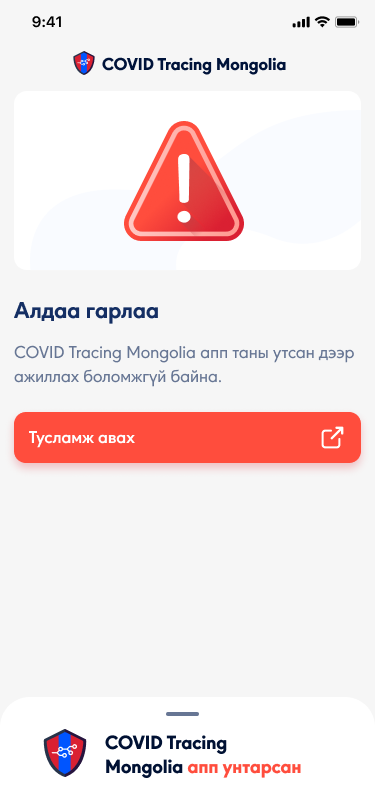 9:41
COVID Tracing Mongolia
Алдаа гарлаа
COVID Tracing Mongolia апп таны утсан дээр
ажиллах боломжгүй байна.
Тусламж авах
COVID Tracing
Mongolia апп унтарсан